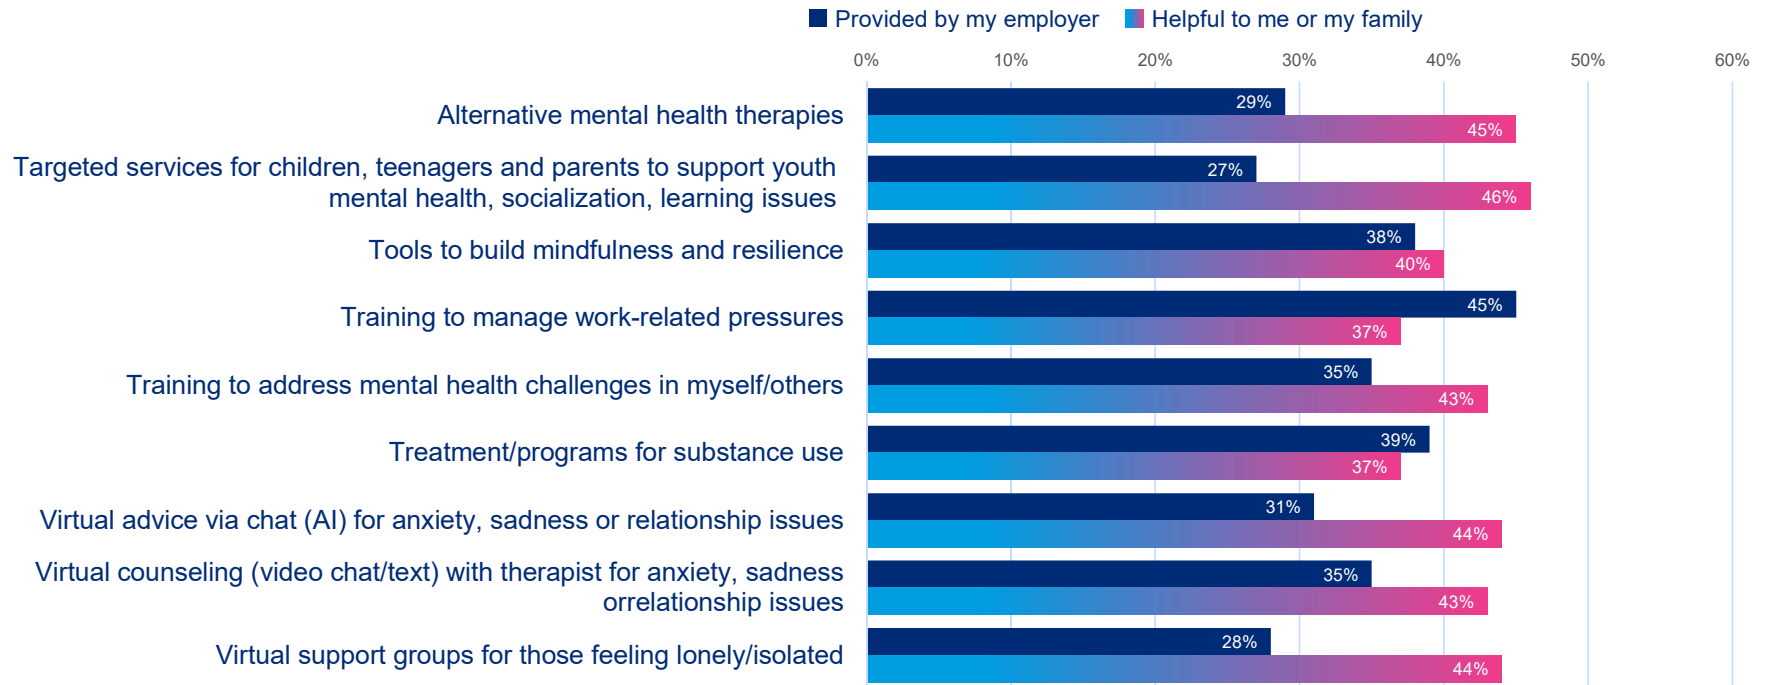 Provided by my employer Helpful to me or my family
0% 10% 20% 30% 40% 50% 60%
Alternative mental health therapies
29%
45%
Targeted services for children, teenagers and parents to support youth
mental health, socialization, learning issues
27%
46%
Tools to build mindfulness and resilience
38%
40%
Training to manage work-related pressures
45%
37%
Training to address mental health challenges in myself/others
35%
43%
Treatment/programs for substance use
39%
37%
Virtual advice via chat (AI) for anxiety, sadness or relationship issues
31%
44%
Virtual counseling (video chat/text) with therapist for anxiety, sadness
orrelationship issues
35%
43%
Virtual support groups for those feeling lonely/isolated
28%
44%